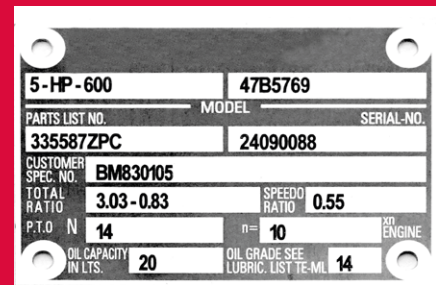 5-HP-600 47B5769
MODEL
PARTS LIST NO. SERIAL-NO.
335587ZPC 24090088
CUSTOMER SPEC. NO. BM830105
TOTAL RATIO 3.03-0.83 SPEEDO RATIO 0.55
P.T.O N 14 n= 10 xn ENGINE
OIL CAPACITY IN LTS. 20 OIL GRADE SEE LUBRIC. LIST TE-ML 14